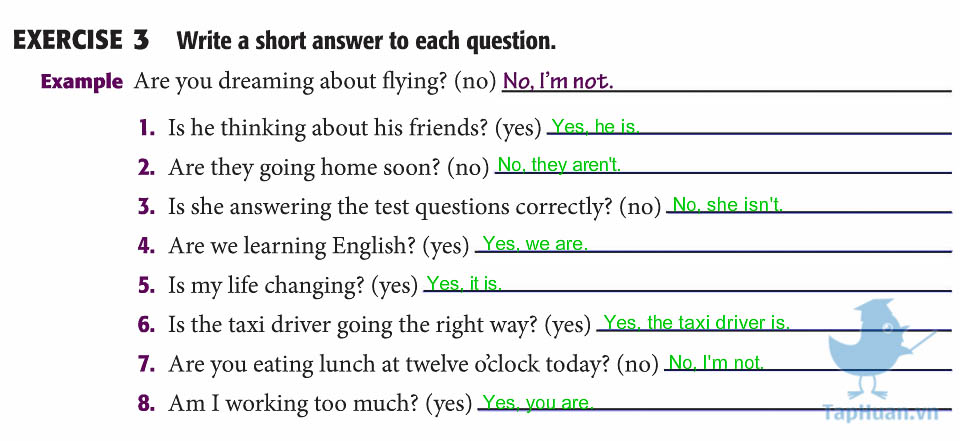 EXERCISE 3 Write a short answer to each question.
Example Are you dreaming about flying? (no) No, I'm not.
1. Is he thinking about his friends? (yes) Yes, he is.
2. Are they going home soon? (no) No, they aren't.
3. Is she answering the test questions correctly? (no) No, she isn't.
4. Are we learning English? (yes) Yes, we are.
5. Is my life changing? (yes) Yes, it is.
6. Is the taxi driver going the right way? (yes) Yes, the taxi driver is.
7. Are you eating lunch at twelve o'clock today? (no) No, I'm not.
8. Am I working too much? (yes) Yes, you are.
TapHuan.vn